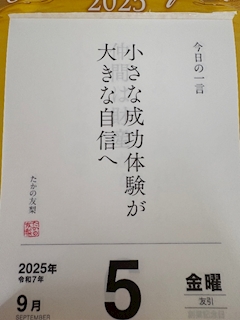 2025
今日の一言
小さな成功体験が
大きな自信へ
たかの友梨
2025年
令和7年
9月
SEPTEMBER
5
金曜
友引